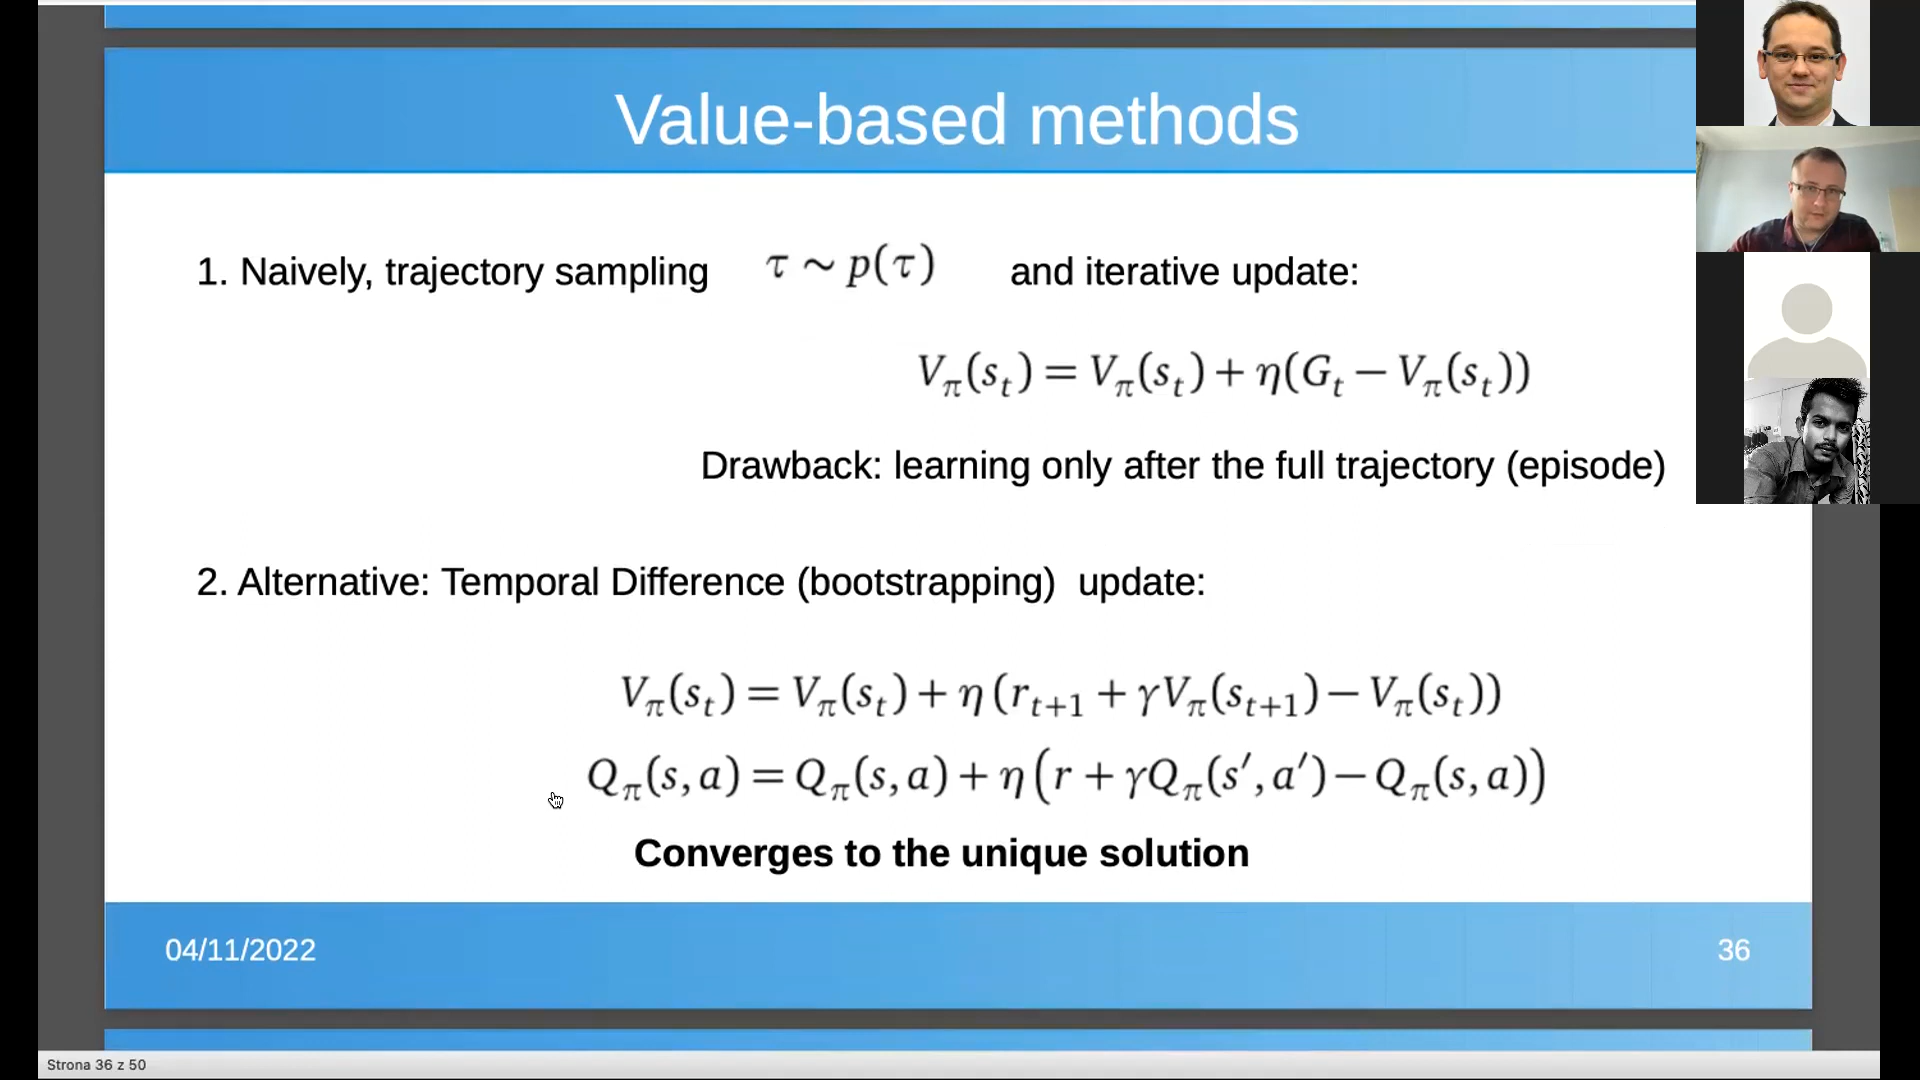 Value-based methods
1. Naively, trajectory sampling τ ∼ p(τ) and iterative update:
V_π(s_t) = V_π(s_t) + η(G_t − V_π(s_t))
Drawback: learning only after the full trajectory (episode)
2. Alternative: Temporal Difference (bootstrapping) update:
V_π(s_t) = V_π(s_t) + η(r_{t+1} + γV_π(s_{t+1}) − V_π(s_t))
Q_π(s, a) = Q_π(s, a) + η(r + γQ_π(s′, a′) − Q_π(s, a))
Converges to the unique solution
04/11/2022
36
Strona 36 z 50